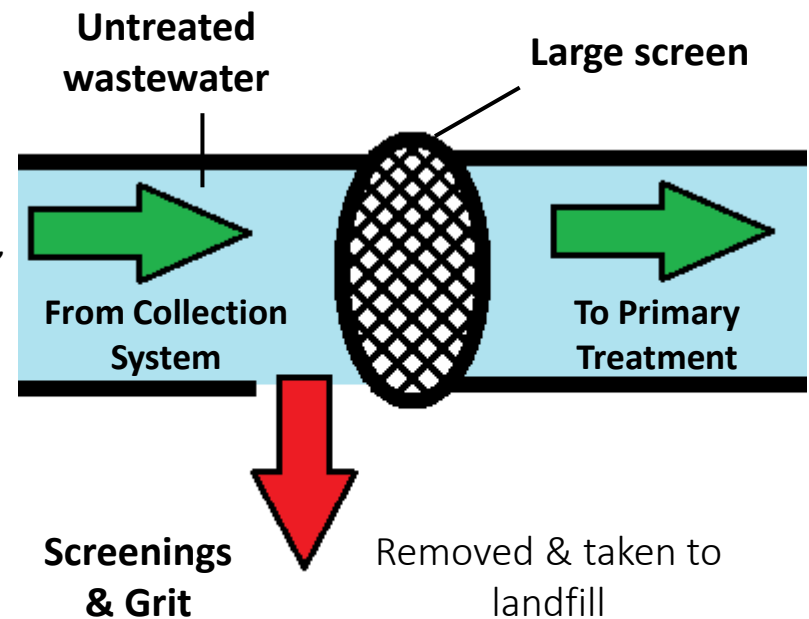 Untreated
wastewater
Large screen
From Collection
System
To Primary
Treatment
Screenings
& Grit
Removed & taken to
landfill